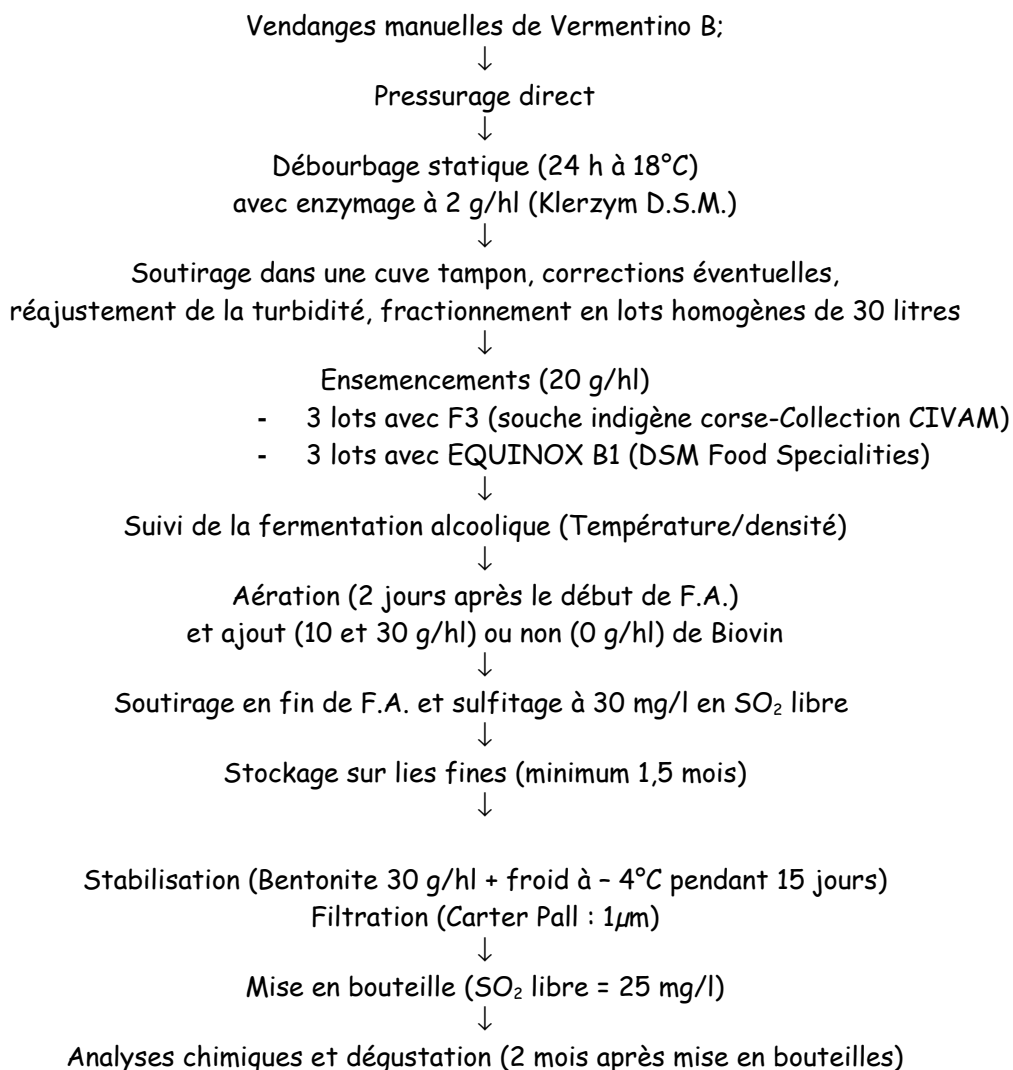 Vendanges manuelles de Vermentino B;
↓
Pressurage direct
↓
Débourbage statique (24 h à 18°C)
avec enzymage à 2 g/hl (Klerzym D.S.M.)
↓
Soutirage dans une cuve tampon, corrections éventuelles,
réajustement de la turbidité, fractionnement en lots homogènes de 30 litres
↓
Ensemencements (20 g/hl)
- 3 lots avec F3 (souche indigène corse-Collection CIVAM)
- 3 lots avec EQUINOX B1 (DSM Food Specialities)
↓
Suivi de la fermentation alcoolique (Température/densité)
↓
Aération (2 jours après le début de F.A.)
et ajout (10 et 30 g/hl) ou non (0 g/hl) de Biovin
↓
Soutirage en fin de F.A. et sulfitage à 30 mg/l en SO₂ libre
↓
Stockage sur lies fines (minimum 1,5 mois)
↓
Stabilisation (Bentonite 30 g/hl + froid à – 4°C pendant 15 jours)
Filtration (Carter Pall : 1µm)
↓
Mise en bouteille (SO₂ libre = 25 mg/l)
↓
Analyses chimiques et dégustation (2 mois après mise en bouteilles)